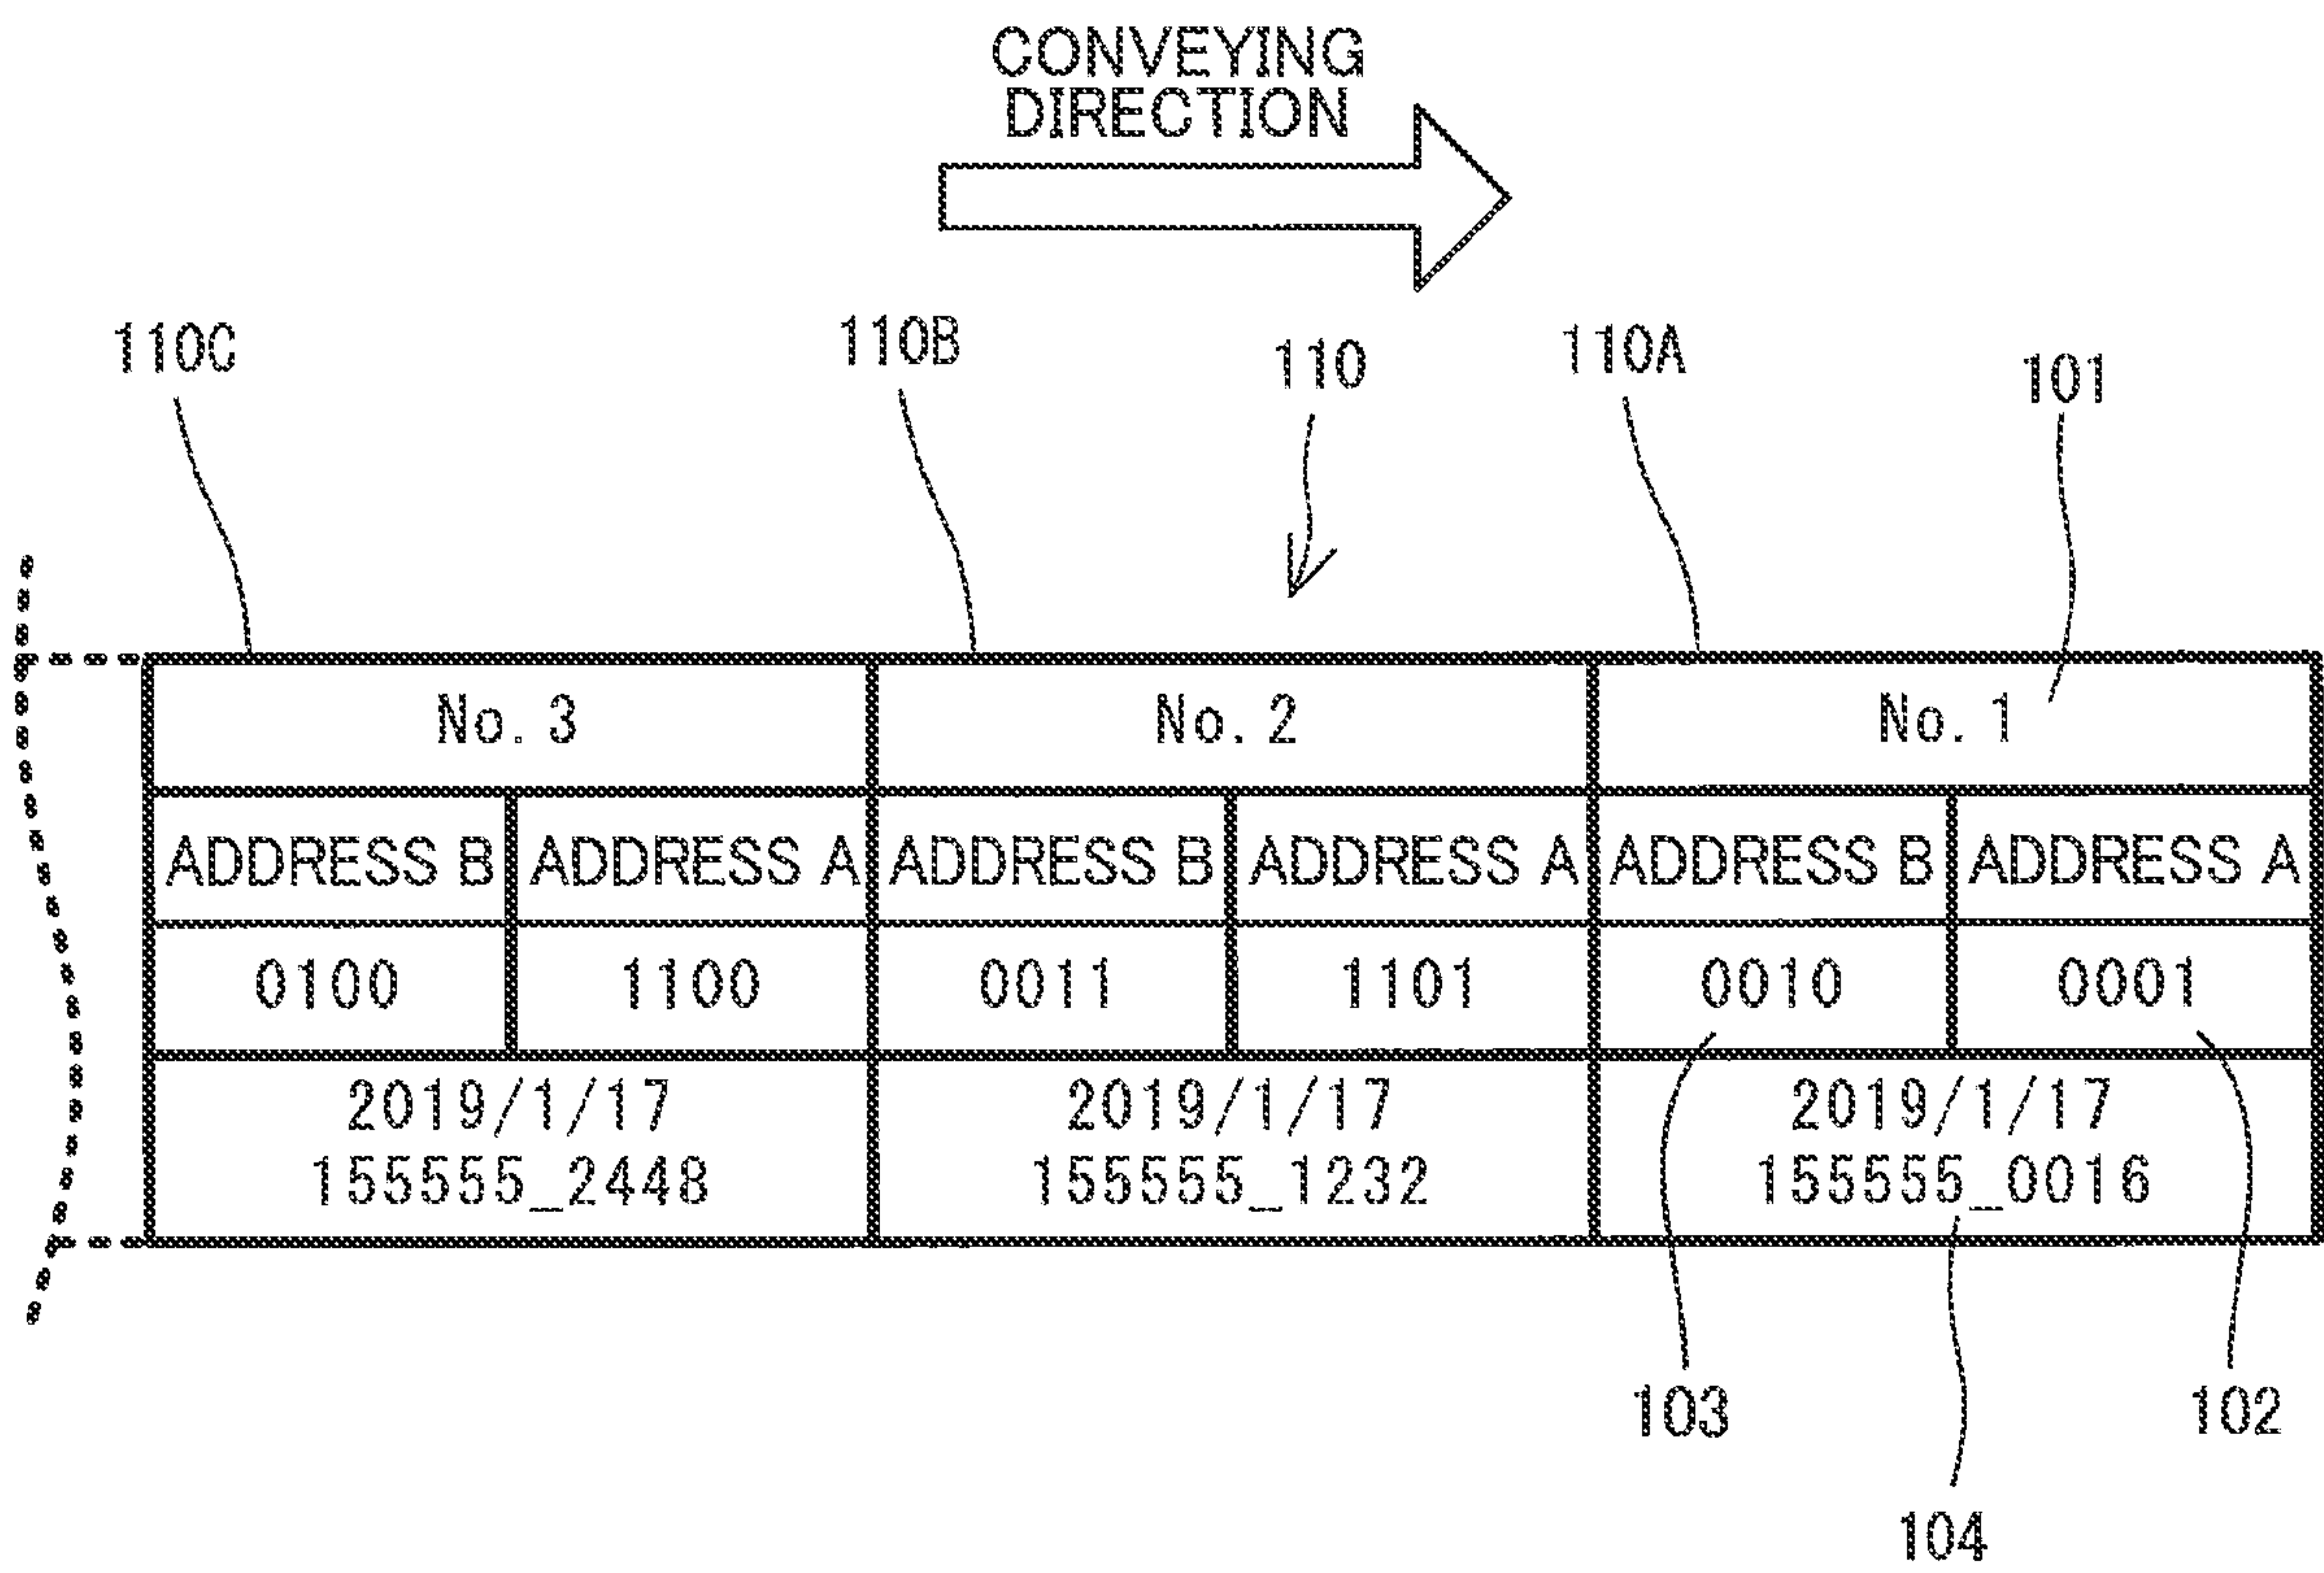 CONVEYING
DIRECTION
110C 110B 110 110A 101
No.3 No.2 No.1
ADDRESS B ADDRESS A ADDRESS B ADDRESS A ADDRESS B ADDRESS A
0100 1100 0011 1101 0010 0001
2019/1/17 2019/1/17 2019/1/17
155555_2448 155555_1232 155555_0016
103 102
104